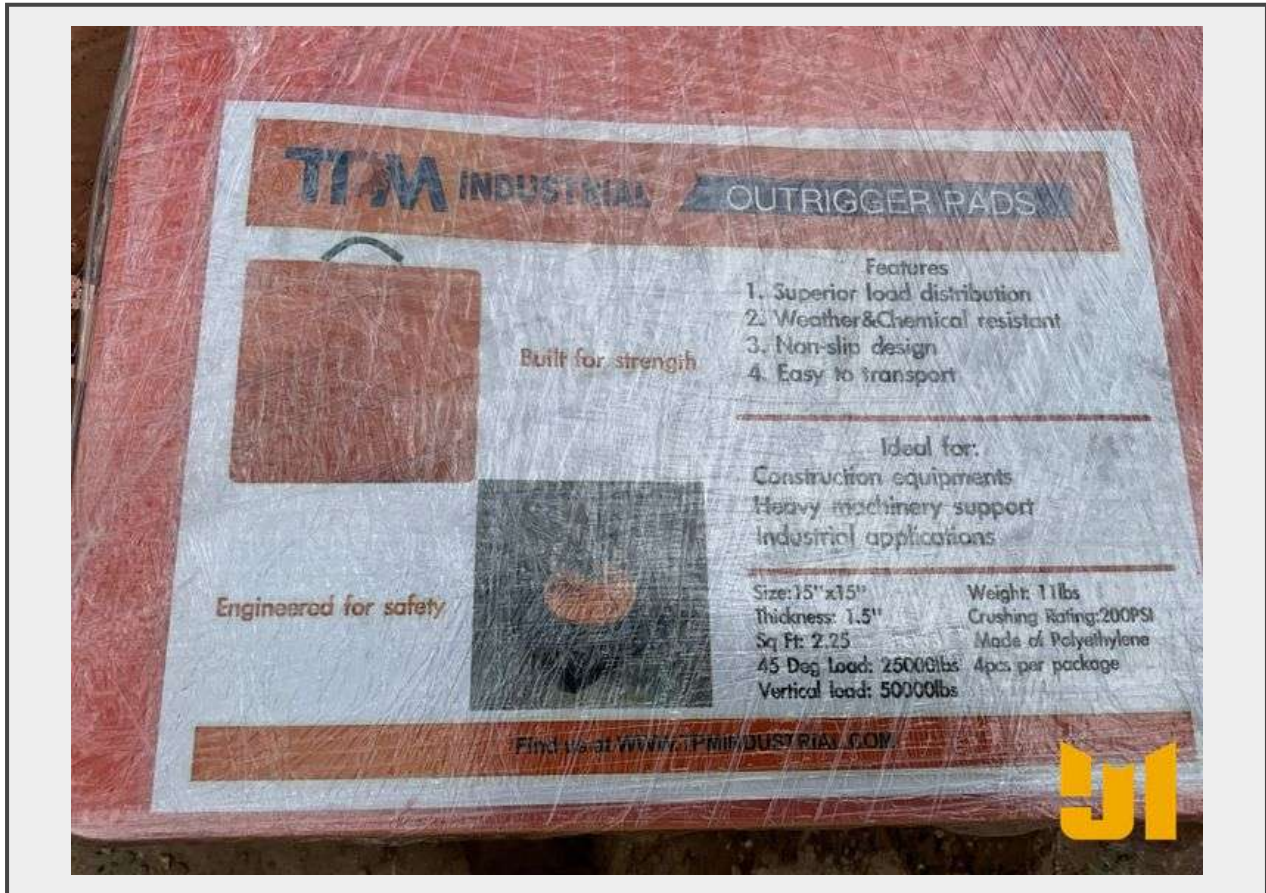 TPM INDUSTRIAL OUTRIGGER PADS
Built for strength
Engineered for safety
Features
1. Superior load distribution
2. Weather&Chemical resistant
3. Non-slip design
4. Easy to transport
Ideal for:
Construction equipments
Heavy machinery support
Industrial applications
Size:15"x15"
Thickness: 1.5"
Sq Ft: 2.25
45 Deg Load: 25000lbs
Vertical load: 50000lbs
Weight: 11lbs
Crushing Rating:200PSI
Made of Polyethylene
4pcs per package
Find us at WWW.TPMINDUSTRIAL.COM